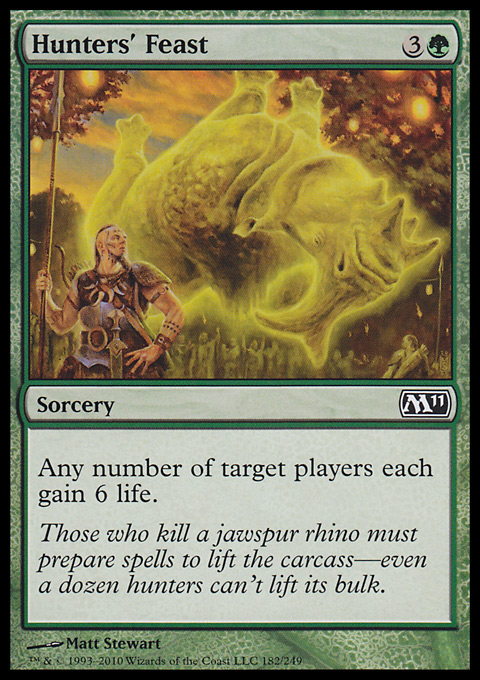 Hunters' Feast 3
Sorcery M11
Any number of target players each
gain 6 life.
Those who kill a jawspur rhino must
prepare spells to lift the carcass—even
a dozen hunters can't lift its bulk.
Matt Stewart
™ & © 1993–2010 Wizards of the Coast LLC 182/249